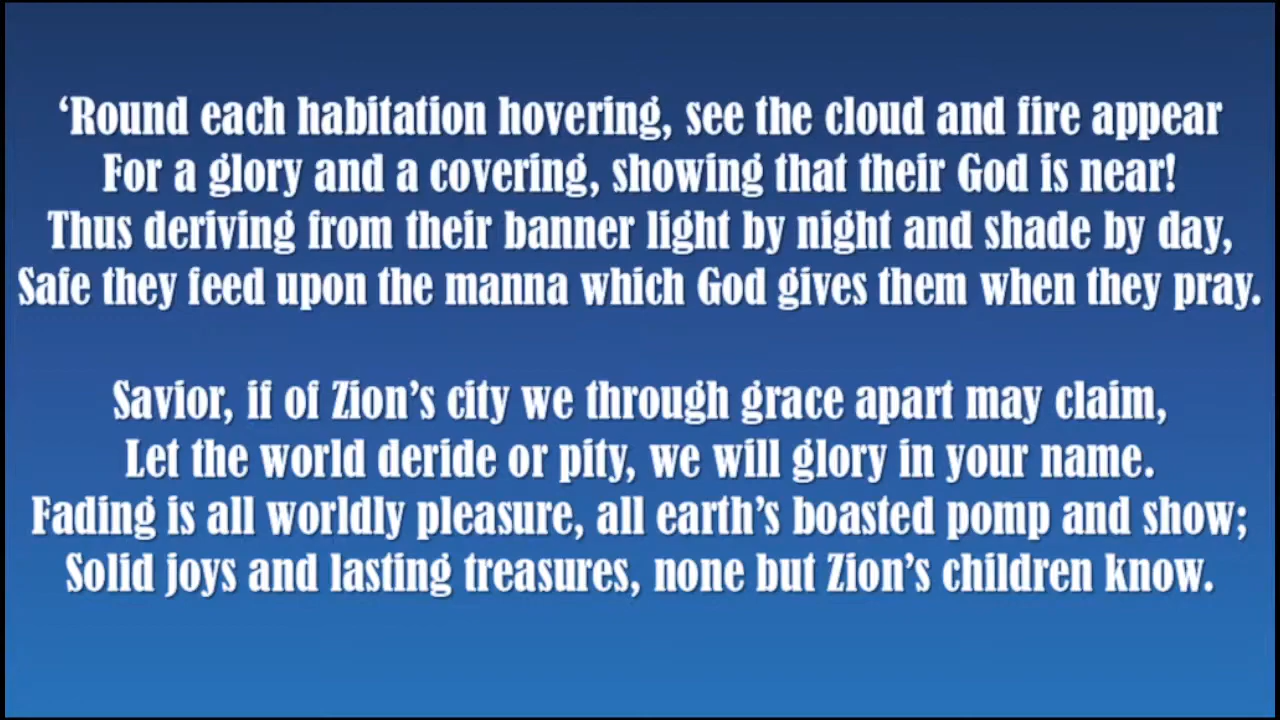 ‘Round each habitation hovering, see the cloud and fire appear
For a glory and a covering, showing that their God is near!
Thus deriving from their banner light by night and shade by day,
Safe they feed upon the manna which God gives them when they pray.
Savior, if of Zion’s city we through grace apart may claim,
Let the world deride or pity, we will glory in your name.
Fading is all worldly pleasure, all earth’s boasted pomp and show;
Solid joys and lasting treasures, none but Zion’s children know.